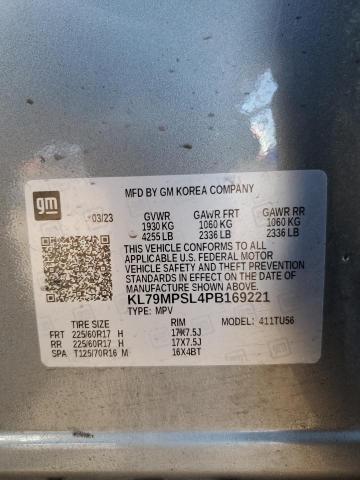 MFD BY GM KOREA COMPANY
gm
03/23 GVWR GAWR FRT GAWR RR
1930 KG 1060 KG 1060 KG
4255 LB 2336 LB 2336 LB
THIS VEHICLE CONFORMS TO ALL
APPLICABLE U.S. FEDERAL MOTOR
VEHICLE SAFETY AND THEFT
PREVENTION STANDARDS IN EFFECT
ON THE DATE OF MANUFACTURE
SHOWN ABOVE.
KL79MPSL4PB169221
TYPE: MPV
TIRE SIZE RIM MODEL: 411TU56
FRT 225/60R17 H 17X7.5J
RR 225/60R17 H 17X7.5J
SPA T125/70R16 M 16X4BT